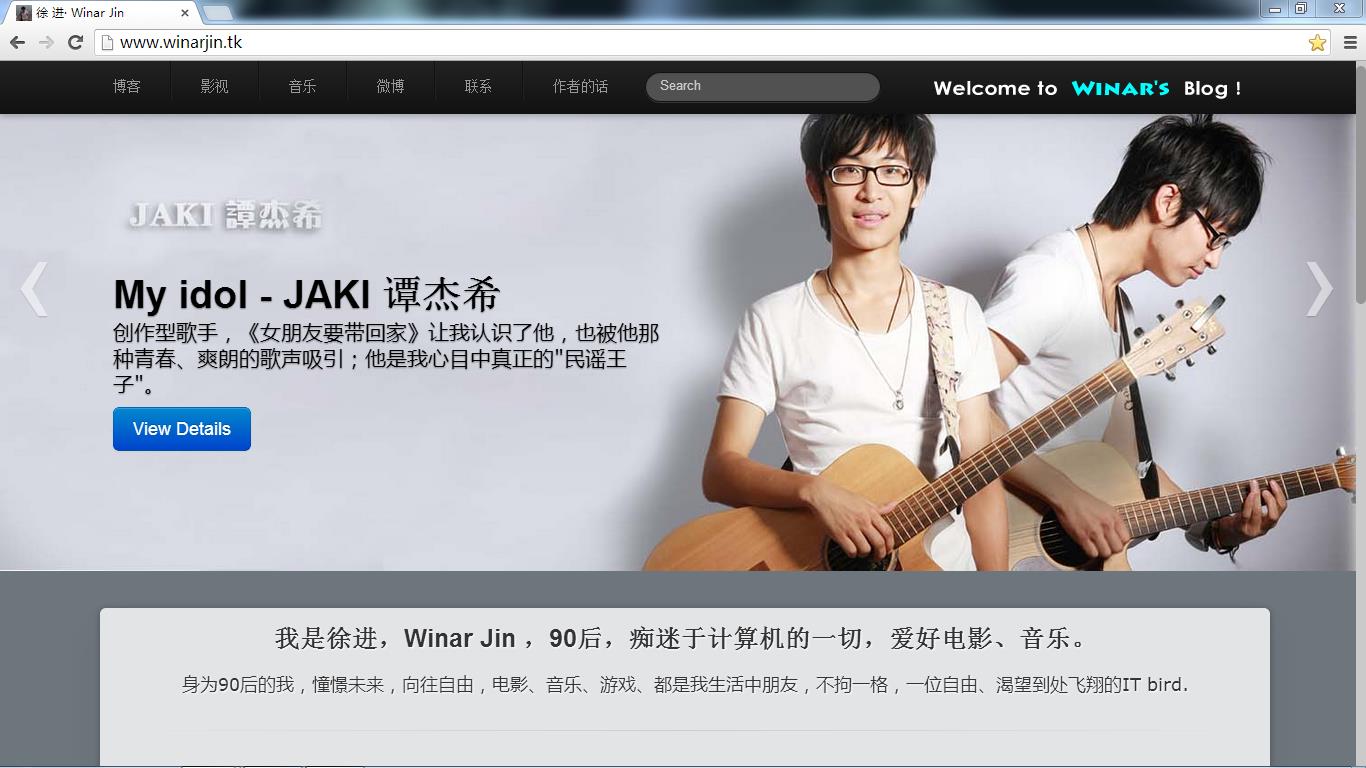 徐 进· Winar Jin
www.winarjin.tk
博客
影视
音乐
微博
联系
作者的话
Search
Welcome to WINAR'S Blog !
JAKI 譚杰希
My idol - JAKI 谭杰希
创作型歌手，《女朋友要带回家》让我认识了他，也被他那
种青春、爽朗的歌声吸引；他是我心目中真正的"民谣王
子"。
View Details
我是徐进，Winar Jin ，90后，痴迷于计算机的一切，爱好电影、音乐。
身为90后的我，憧憬未来，向往自由，电影、音乐、游戏、都是我生活中朋友，不拘一格，一位自由、渴望到处飞翔的IT bird.